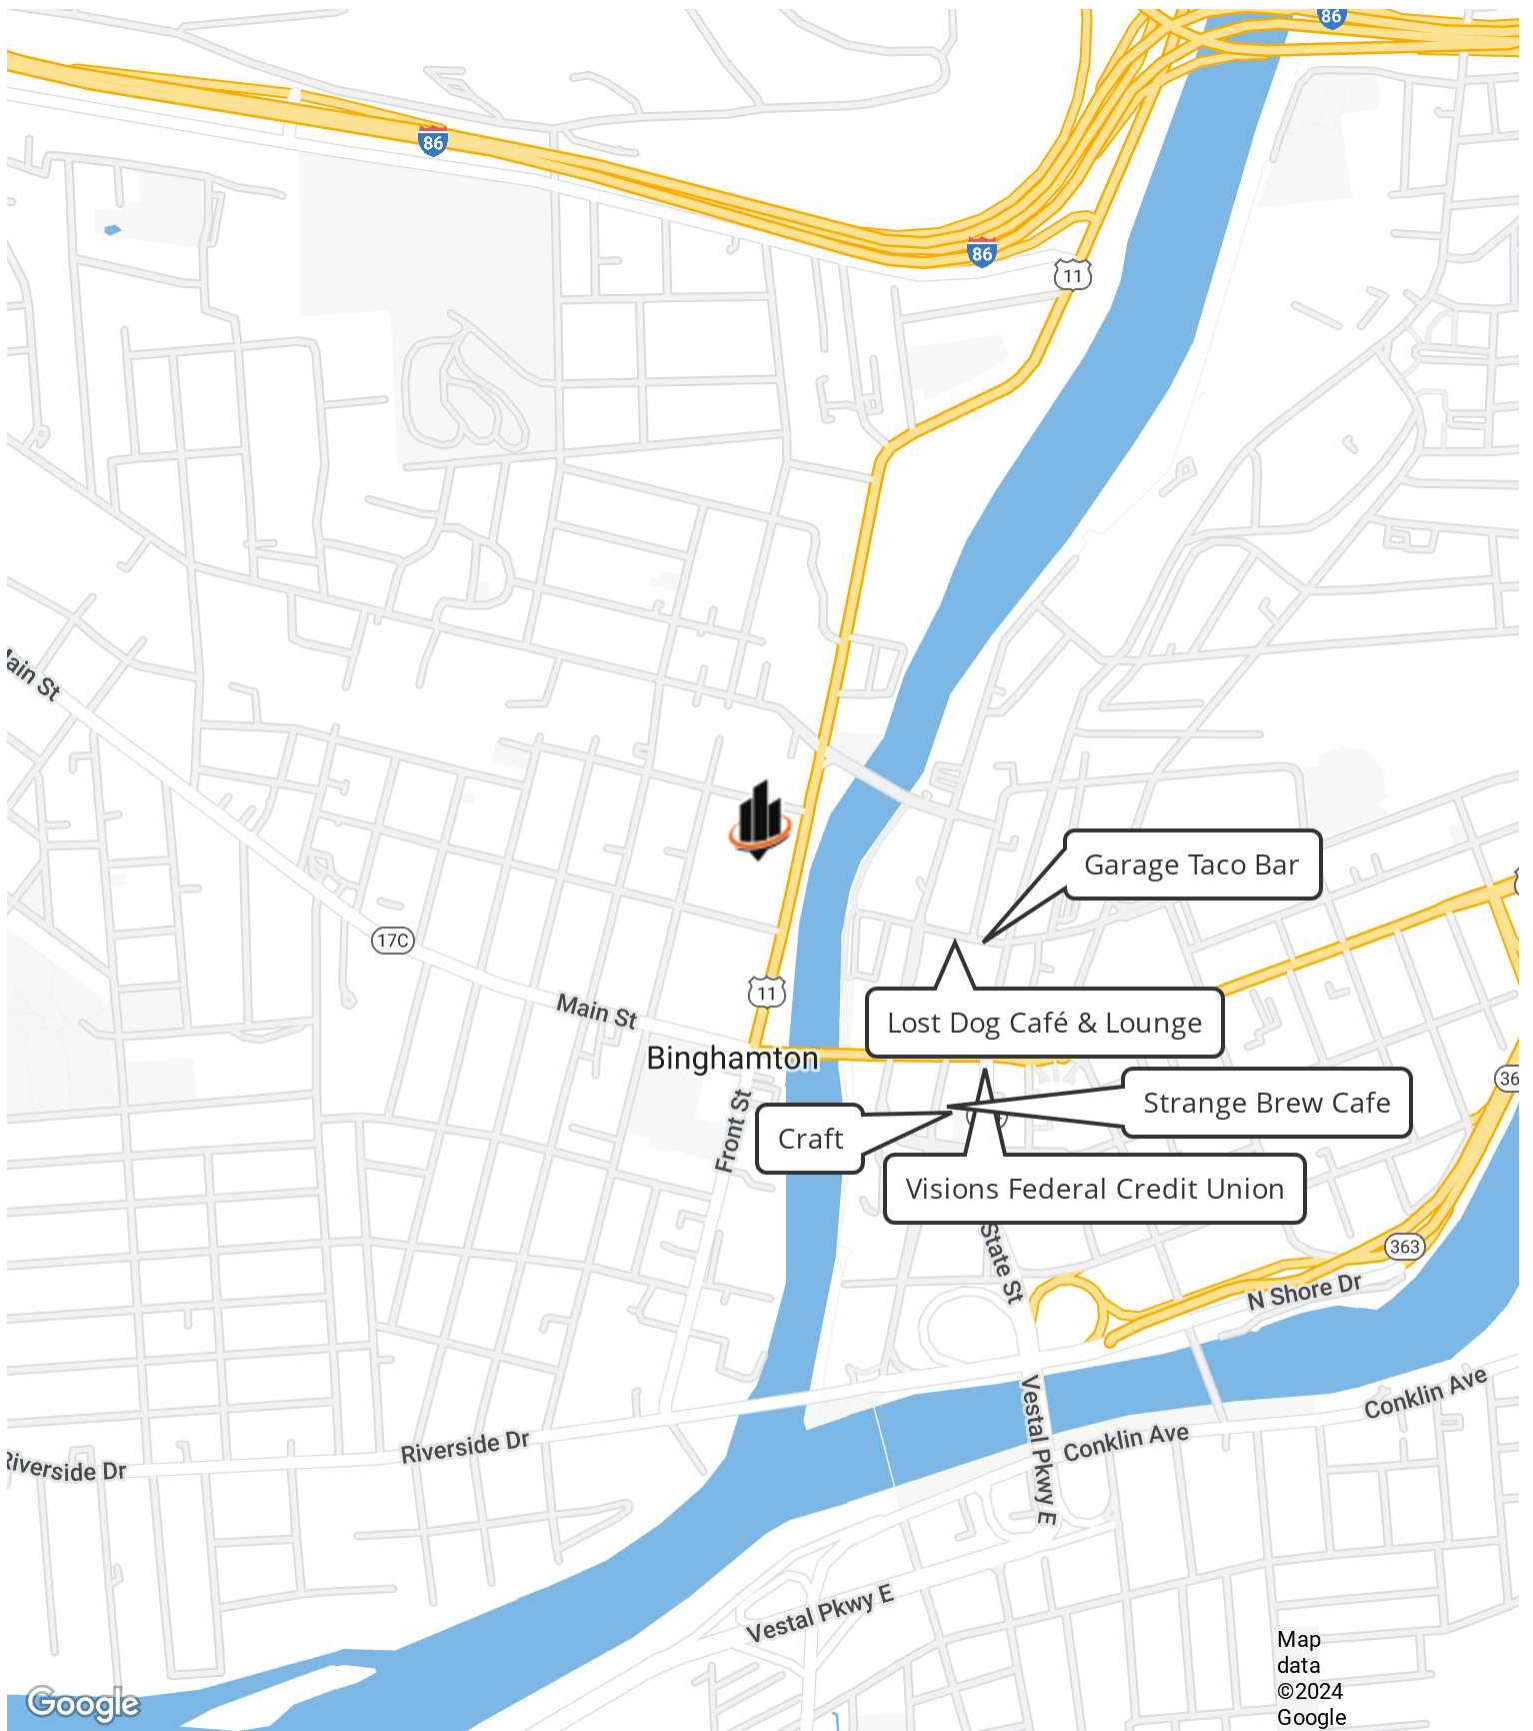 86
86
86
11
ain St
Garage Taco Bar
17C
11
Main St
Lost Dog Café & Lounge
Binghamton
36
Front St
Strange Brew Cafe
Craft
Visions Federal Credit Union
State St
363
N Shore Dr
Vestal Pkwy E
Conklin Ave
Conklin Ave
Riverside Dr
Riverside Dr
Vestal Pkwy E
Map
data
©2024
Google
Google